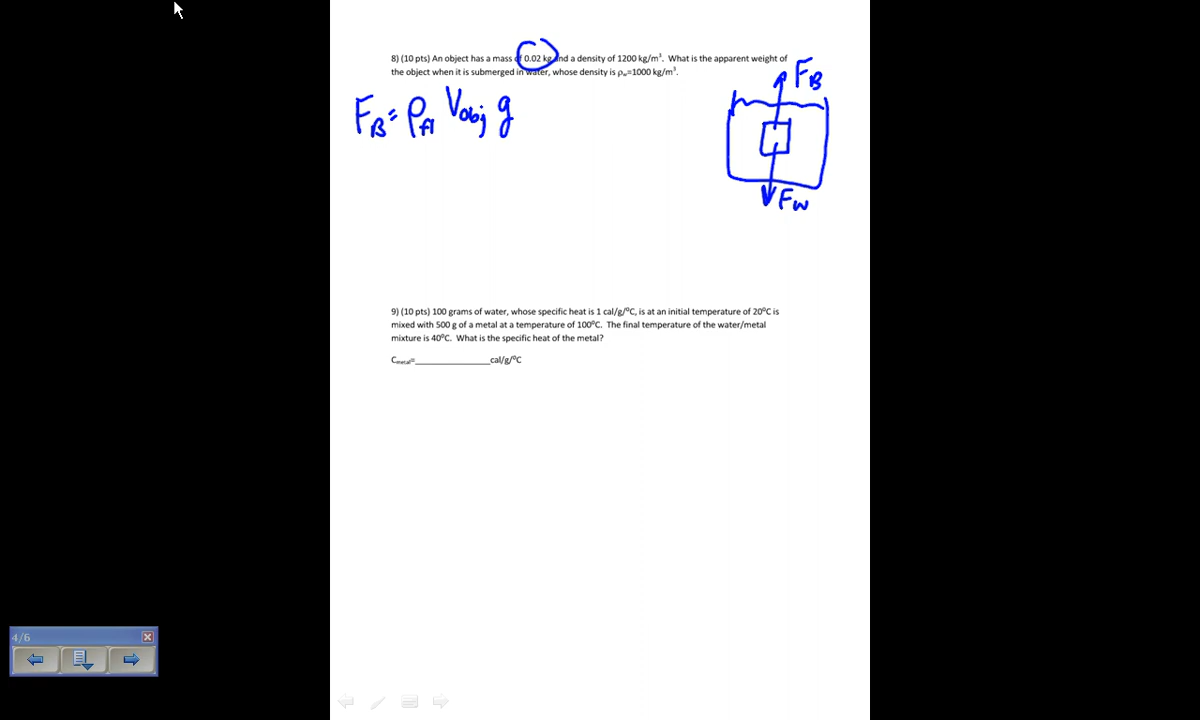 8) (10 pts) An object has a mass of 0.02 kg and a density of 1200 kg/m³. What is the apparent weight of
the object when it is submerged in water, whose density is ρw=1000 kg/m³.
FB
FB = ρfl Vobj g
Fw
9) (10 pts) 100 grams of water, whose specific heat is 1 cal/g/°C, is at an initial temperature of 20°C is
mixed with 500 g of a metal at a temperature of 100°C. The final temperature of the water/metal
mixture is 40°C. What is the specific heat of the metal?
Cmetal=________________cal/g/°C
4/6